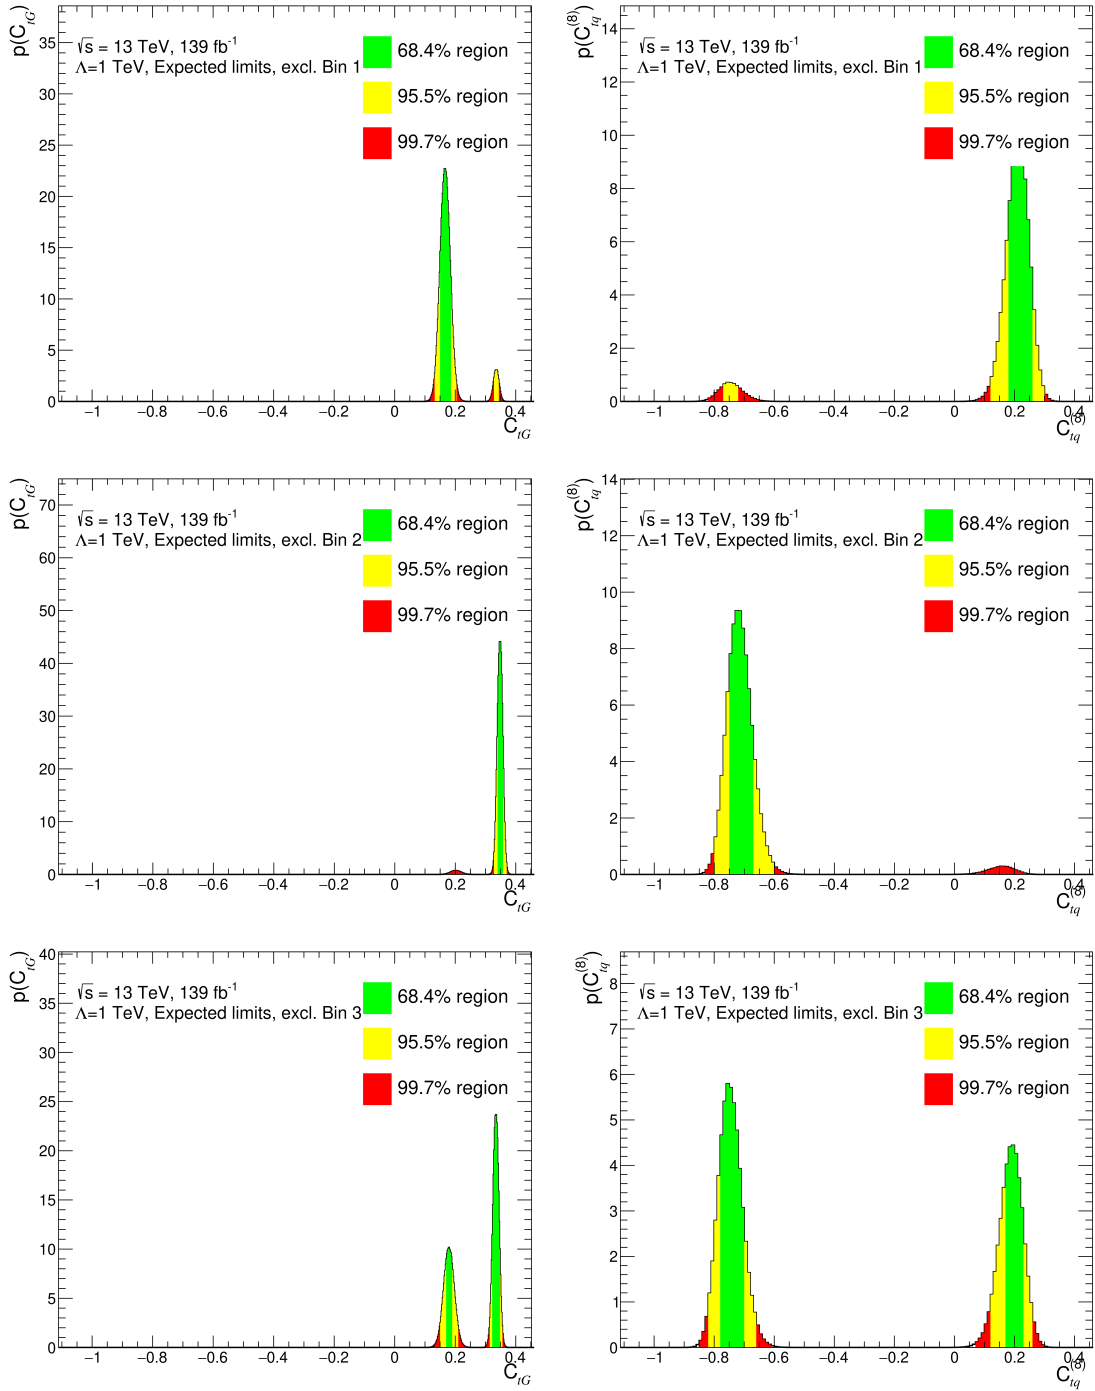 p(C_tG)
√s = 13 TeV, 139 fb⁻¹
Λ=1 TeV, Expected limits, excl. Bin 1
68.4% region
95.5% region
99.7% region
35
30
25
20
15
10
5
0
−1 −0.8 −0.6 −0.4 −0.2 0 0.2 0.4
C_tG
p(C_tq^(8))
√s = 13 TeV, 139 fb⁻¹
Λ=1 TeV, Expected limits, excl. Bin 1
68.4% region
95.5% region
99.7% region
14
12
10
8
6
4
2
0
−1 −0.8 −0.6 −0.4 −0.2 0 0.2 0.4
C_tq^(8)
p(C_tG)
√s = 13 TeV, 139 fb⁻¹
Λ=1 TeV, Expected limits, excl. Bin 2
68.4% region
95.5% region
99.7% region
70
60
50
40
30
20
10
0
−1 −0.8 −0.6 −0.4 −0.2 0 0.2 0.4
C_tG
p(C_tq^(8))
√s = 13 TeV, 139 fb⁻¹
Λ=1 TeV, Expected limits, excl. Bin 2
68.4% region
95.5% region
99.7% region
14
12
10
8
6
4
2
0
−1 −0.8 −0.6 −0.4 −0.2 0 0.2 0.4
C_tq^(8)
p(C_tG)
√s = 13 TeV, 139 fb⁻¹
Λ=1 TeV, Expected limits, excl. Bin 3
68.4% region
95.5% region
99.7% region
40
35
30
25
20
15
10
5
0
−1 −0.8 −0.6 −0.4 −0.2 0 0.2 0.4
C_tG
p(C_tq^(8))
√s = 13 TeV, 139 fb⁻¹
Λ=1 TeV, Expected limits, excl. Bin 3
68.4% region
95.5% region
99.7% region
8
7
6
5
4
3
2
1
0
−1 −0.8 −0.6 −0.4 −0.2 0 0.2 0.4
C_tq^(8)